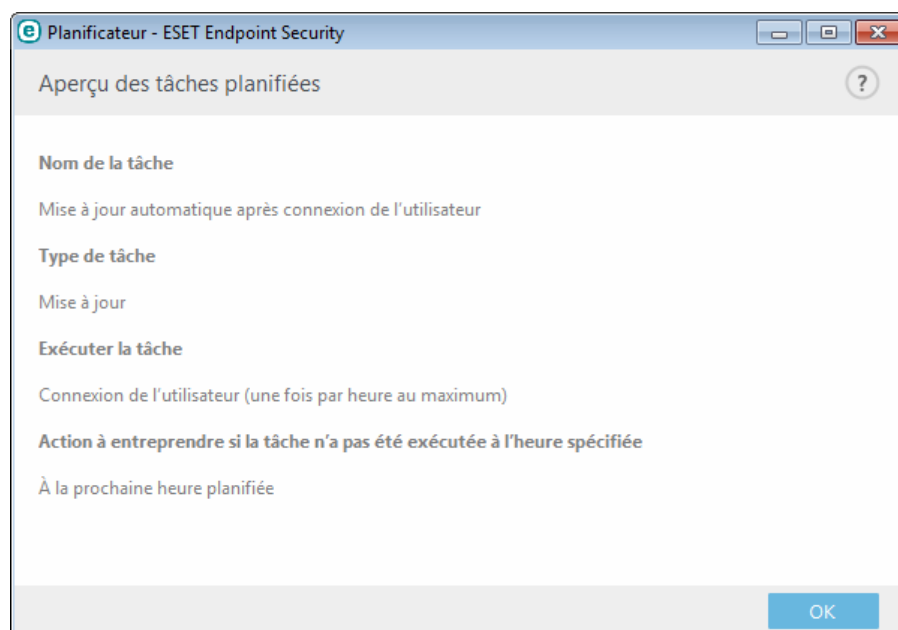 e Planificateur - ESET Endpoint Security
Aperçu des tâches planifiées ?
Nom de la tâche
Mise à jour automatique après connexion de l'utilisateur
Type de tâche
Mise à jour
Exécuter la tâche
Connexion de l'utilisateur (une fois par heure au maximum)
Action à entreprendre si la tâche n'a pas été exécutée à l'heure spécifiée
À la prochaine heure planifiée
OK